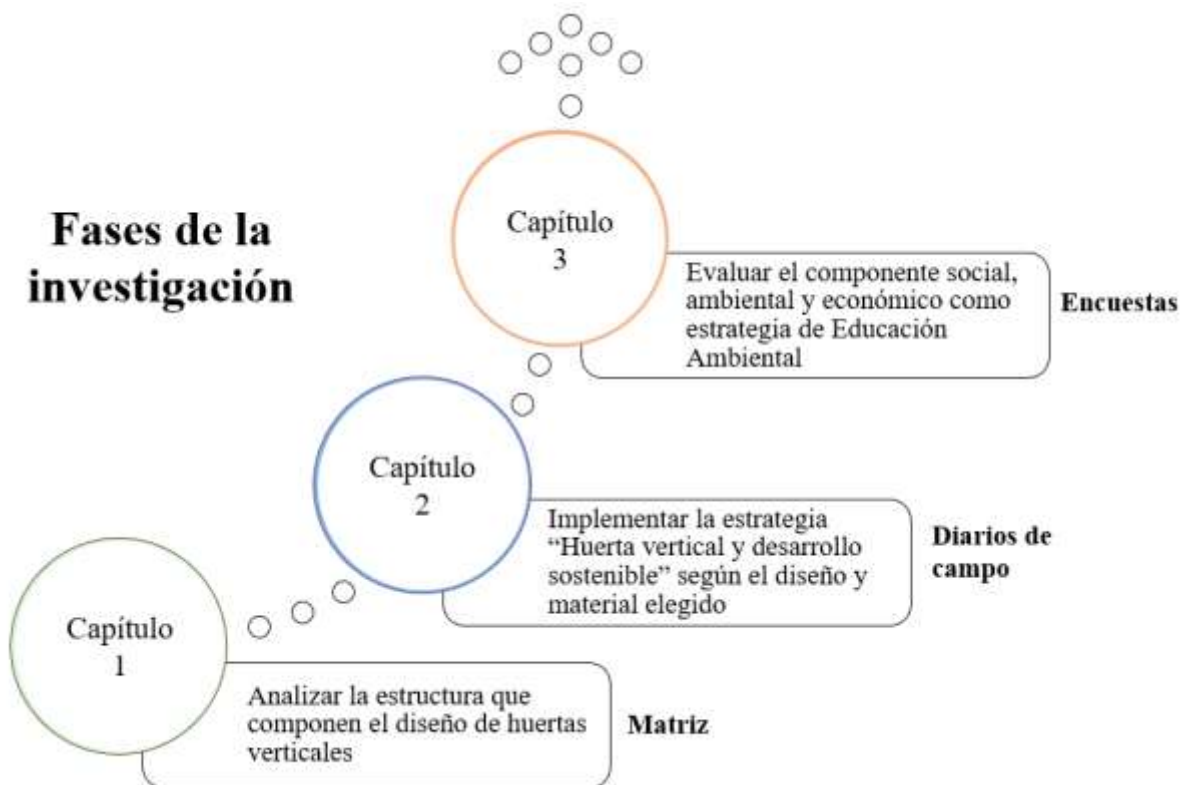 Fases de la
investigación
Capítulo
3
Evaluar el componente social,
ambiental y económico como
estrategia de Educación
Ambiental
Encuestas
Capítulo
2
Implementar la estrategia
“Huerta vertical y desarrollo
sostenible” según el diseño y
material elegido
Diarios de
campo
Capítulo
1
Analizar la estructura que
componen el diseño de huertas
verticales
Matriz